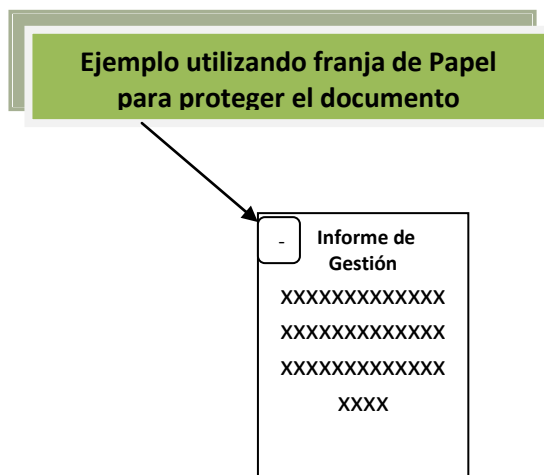 Ejemplo utilizando franja de Papel
para proteger el documento
-
Informe de
Gestión
XXXXXXXXXXXXX
XXXXXXXXXXXXX
XXXXXXXXXXXXX
XXXX